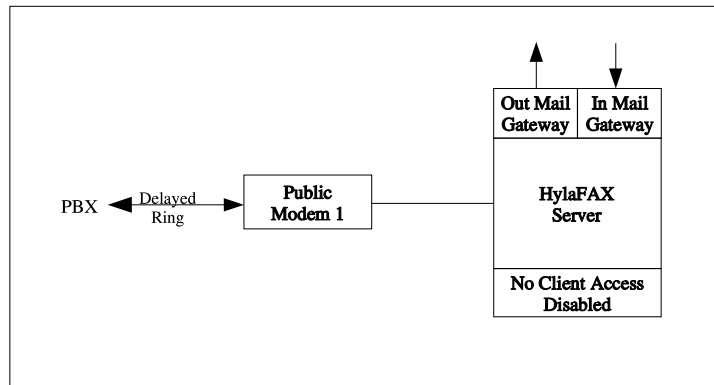 Out Mail
Gateway
In Mail
Gateway
PBX
Delayed
Ring
Public
Modem 1
HylaFAX
Server
No Client Access
Disabled